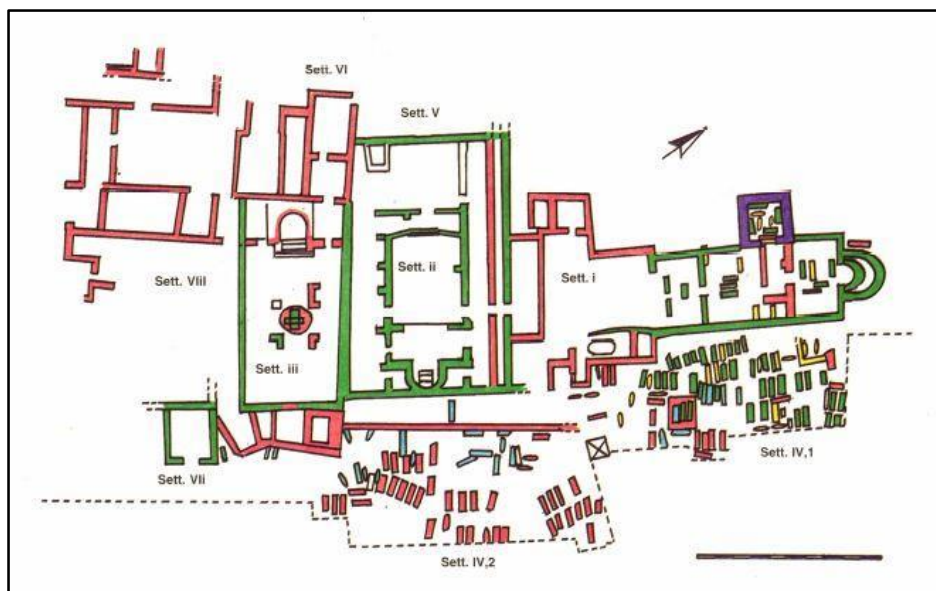 Sett. VI
Sett. V
Sett. ii
Sett. i
Sett. VIII
Sett. iii
Sett. VIi
Sett. IV,1
Sett. IV,2